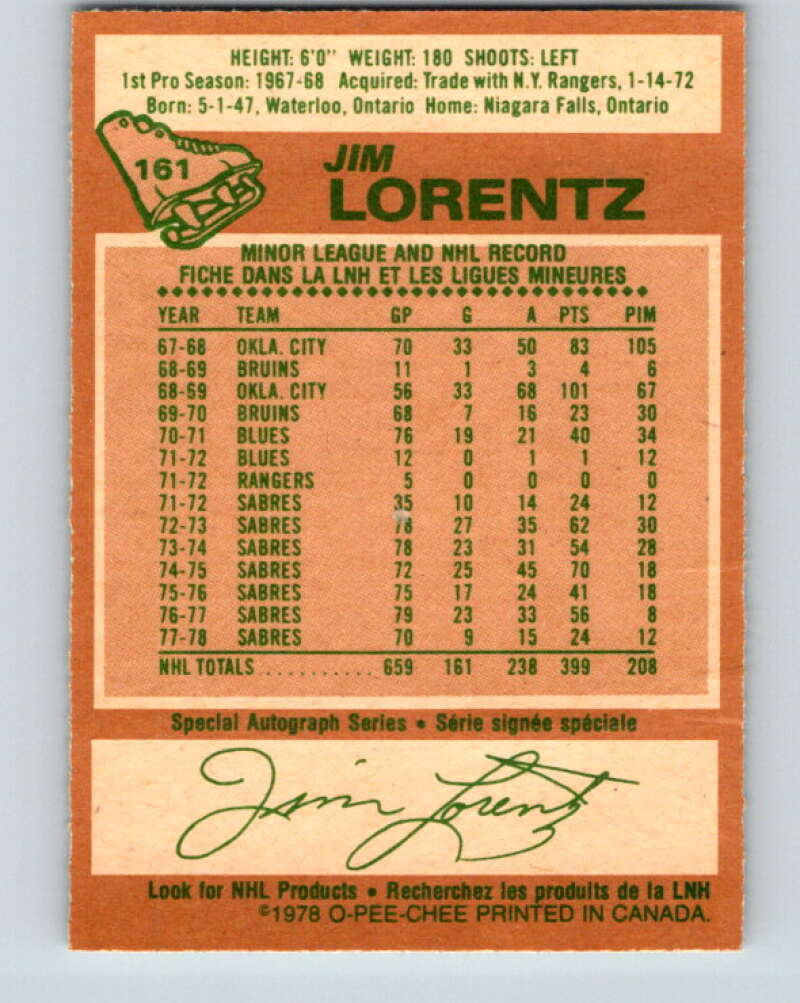 HEIGHT: 6'0" WEIGHT: 180 SHOOTS: LEFT
1st Pro Season: 1967-68 Acquired: Trade with N.Y. Rangers, 1-14-72
Born: 5-1-47, Waterloo, Ontario Home: Niagara Falls, Ontario
161
JIM
LORENTZ
MINOR LEAGUE AND NHL RECORD
FICHE DANS LA LNH ET LES LIGUES MINEURES
YEAR TEAM GP G A PTS PIM
67-68 OKLA. CITY 70 33 50 83 105
68-69 BRUINS 11 1 3 4 6
68-69 OKLA. CITY 56 33 68 101 67
69-70 BRUINS 68 7 16 23 30
70-71 BLUES 76 19 21 40 34
71-72 BLUES 12 0 1 1 12
71-72 RANGERS 5 0 0 0 0
71-72 SABRES 35 10 14 24 12
72-73 SABRES 78 27 35 62 30
73-74 SABRES 78 23 31 54 28
74-75 SABRES 72 25 45 70 18
75-76 SABRES 75 17 24 41 18
76-77 SABRES 79 23 33 56 8
77-78 SABRES 70 9 15 24 12
NHL TOTALS .......... 659 161 238 399 208
Special Autograph Series • Série signée spéciale
Jim Lorentz
Look for NHL Products • Recherchez les produits de la LNH
©1978 O-PEE-CHEE PRINTED IN CANADA.